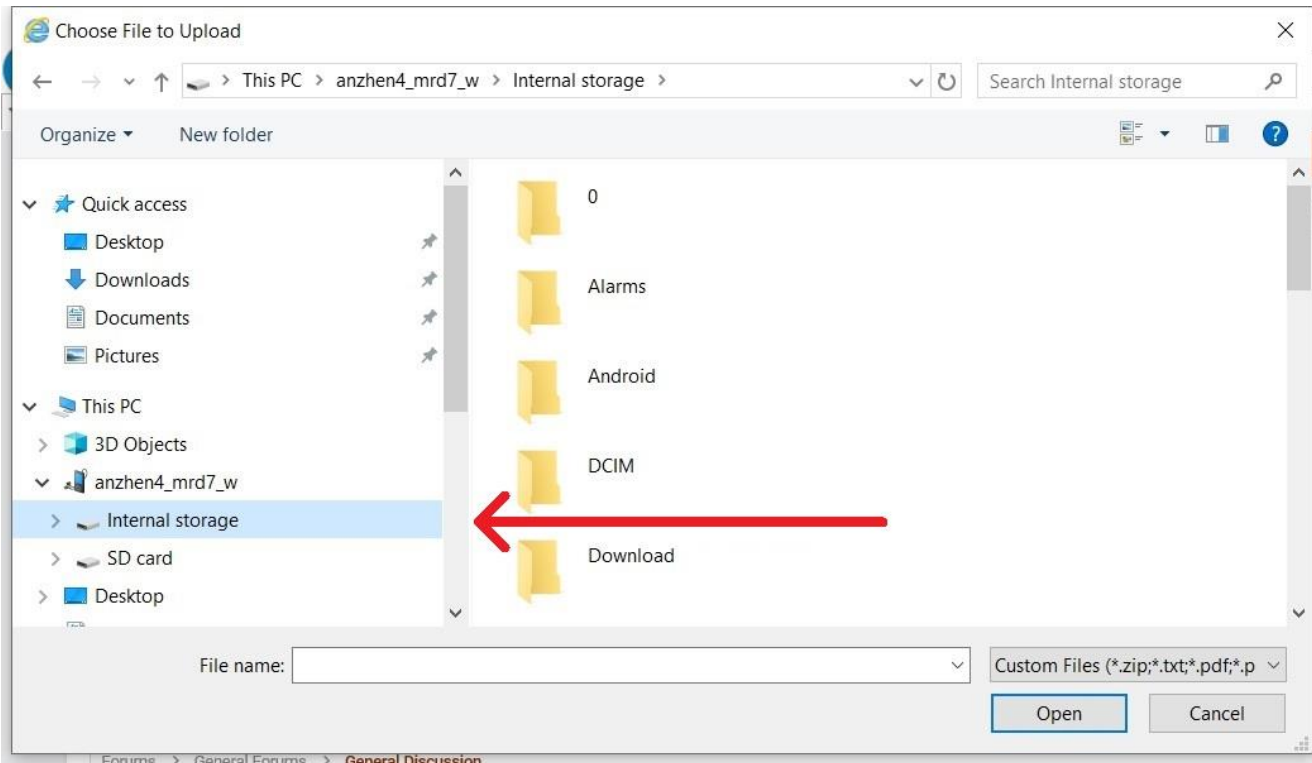 Choose File to Upload
This PC > anzhen4_mrd7_w > Internal storage >
Search Internal storage
Organize
New folder
Quick access
Desktop
Downloads
Documents
Pictures
This PC
3D Objects
anzhen4_mrd7_w
Internal storage
SD card
Desktop
0
Alarms
Android
DCIM
Download
File name:
Custom Files (*.zip;*.txt;*.pdf;*.p
Open
Cancel
Forums > General Forums > General Discussion